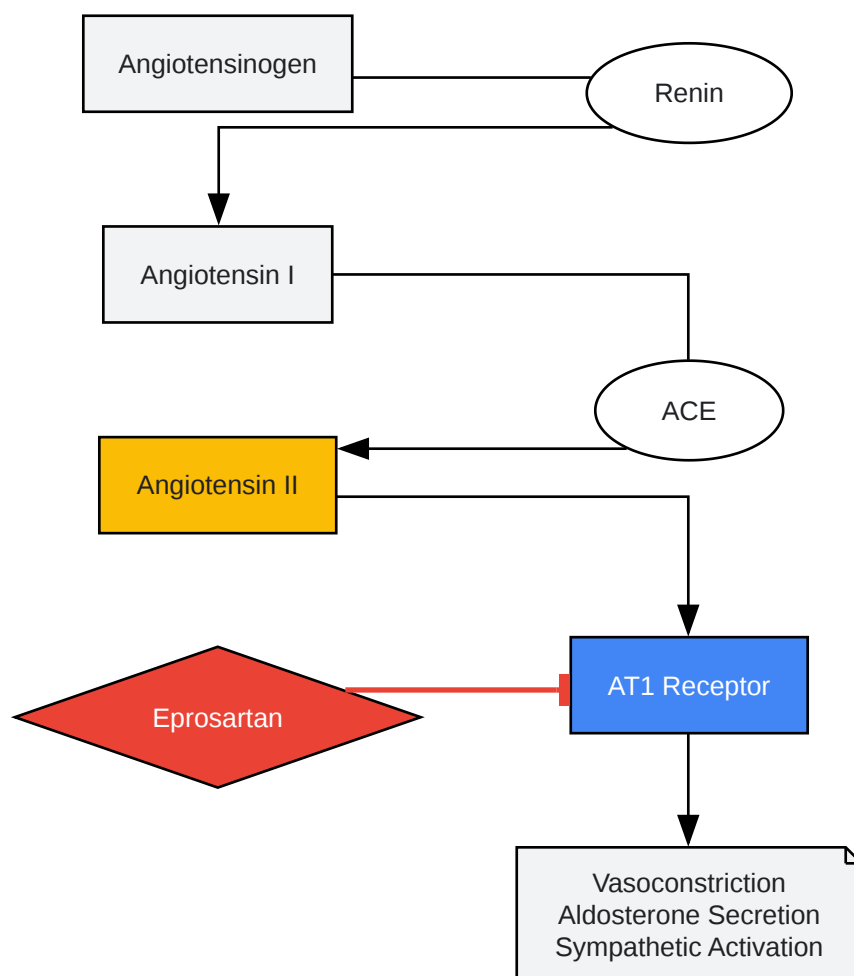 Angiotensinogen
Renin
Angiotensin I
ACE
Angiotensin II
AT1 Receptor
Eprosartan
Vasoconstriction
Aldosterone Secretion
Sympathetic Activation